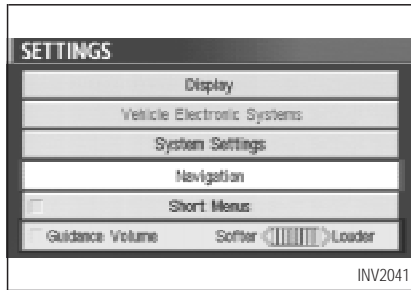 SETTINGS
Display
Vehicle Electronic Systems
System Settings
Navigation
Short Menus
Guidance Volume Softer Louder
INV2041